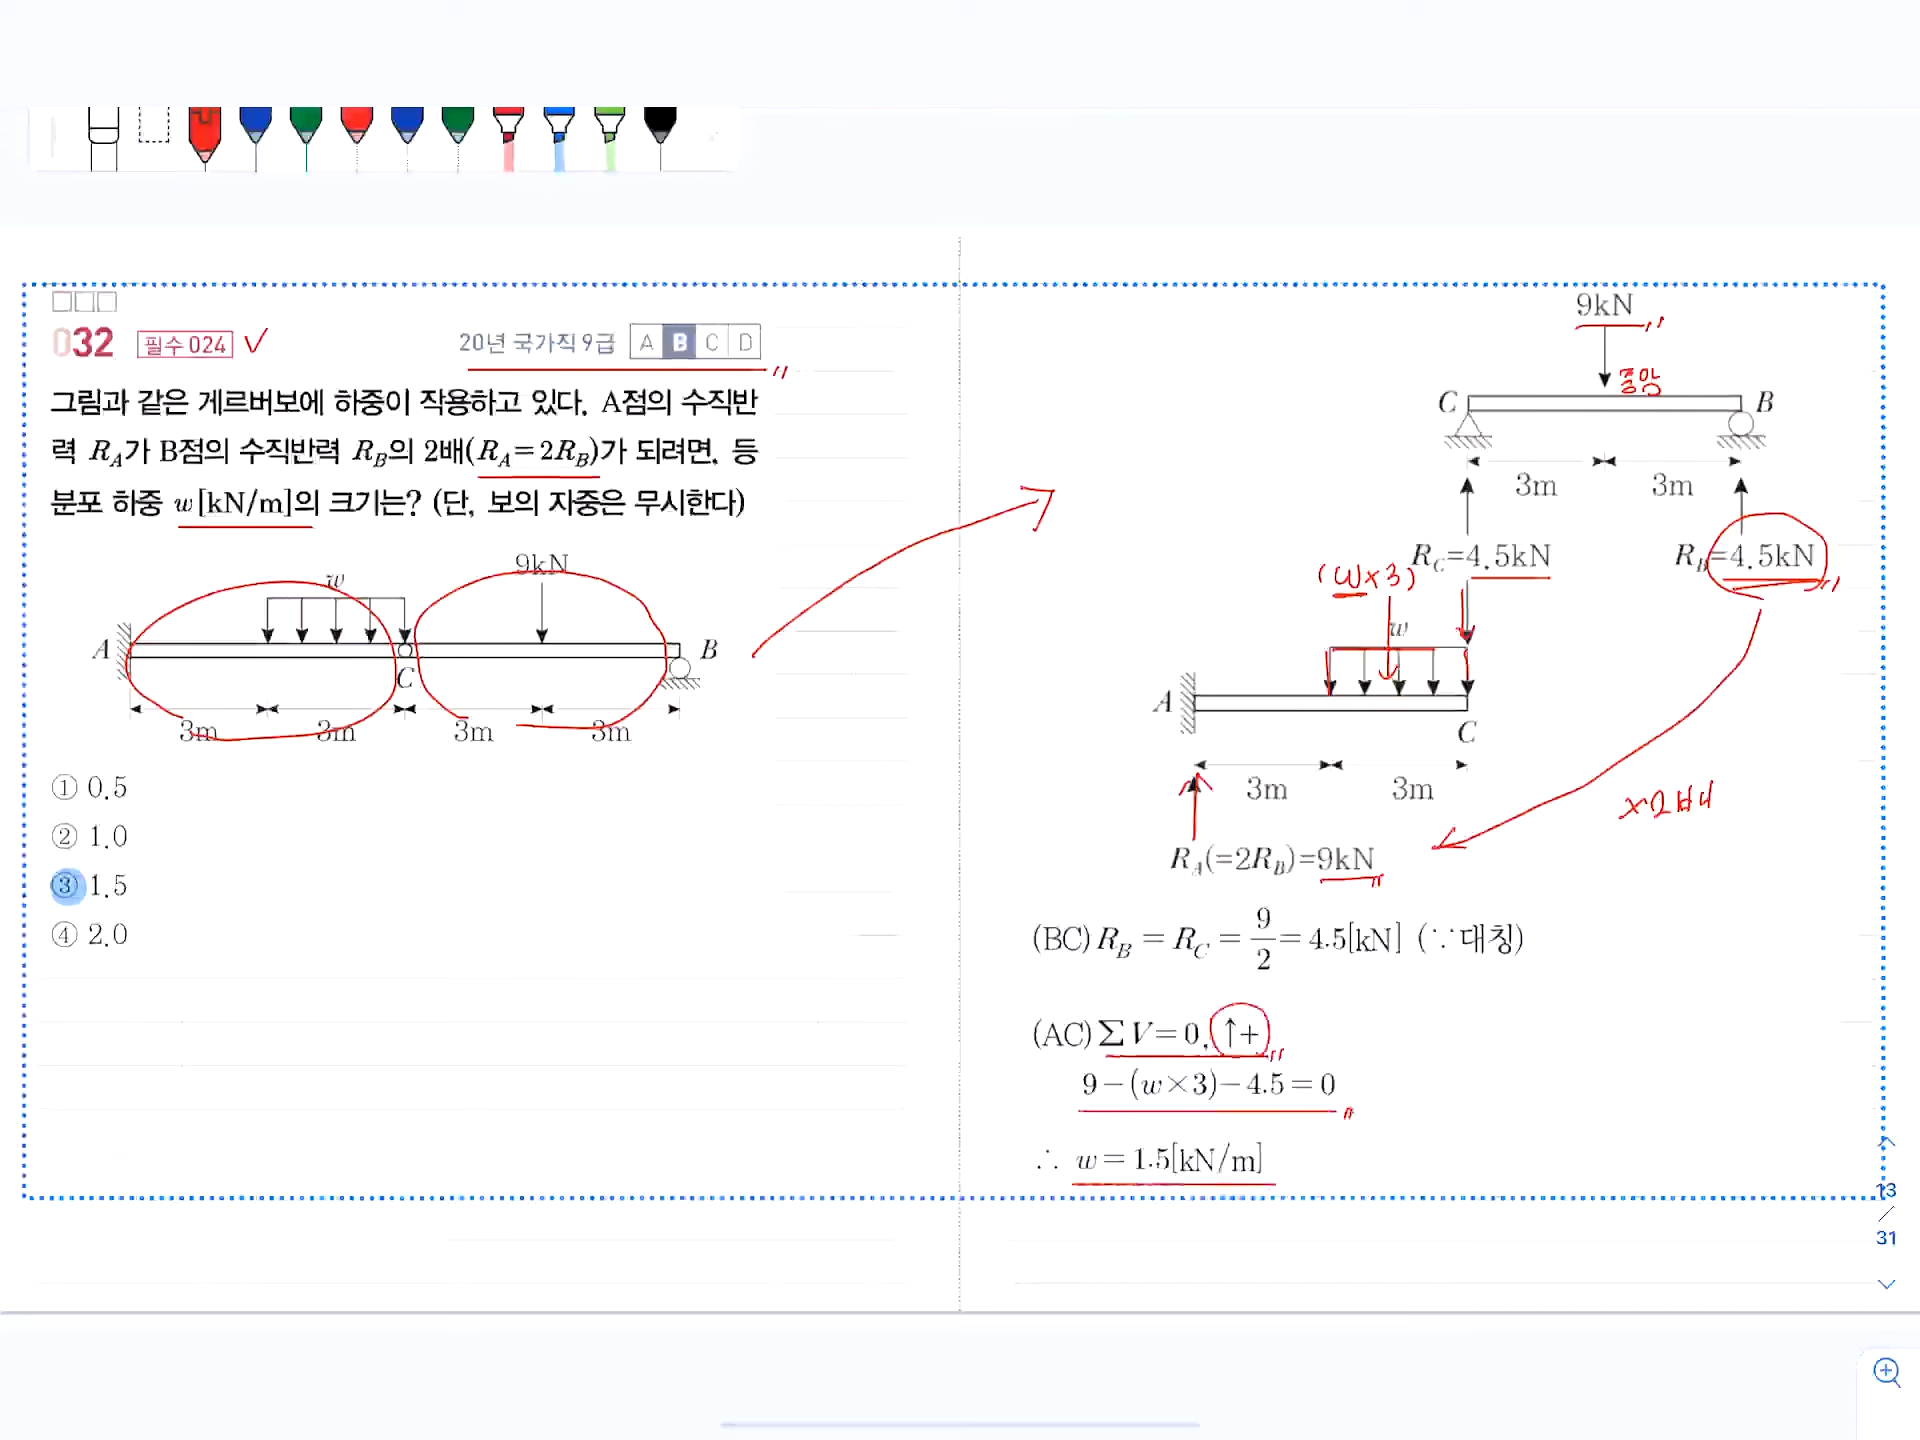 032 필수 024 20년 국가직 9급 A B C D
그림과 같은 게르버보에 하중이 작용하고 있다. A점의 수직반
력 R_A가 B점의 수직반력 R_B의 2배(R_A=2R_B)가 되려면, 등
분포 하중 w[kN/m]의 크기는? (단, 보의 자중은 무시한다)
9kN
w
A
B
C
3m 3m 3m 3m
① 0.5
② 1.0
③ 1.5
④ 2.0
9kN
중앙
C B
3m 3m
R_C=4.5kN R_B=4.5kN
(w×3)
w
A
C
3m 3m
×2배
R_A(=2R_B)=9kN
(BC) R_B = R_C = 9/2 = 4.5[kN] (∵대칭)
(AC) ∑V=0, ↑+
9-(w×3)-4.5=0
∴ w=1.5[kN/m]
13
/
31